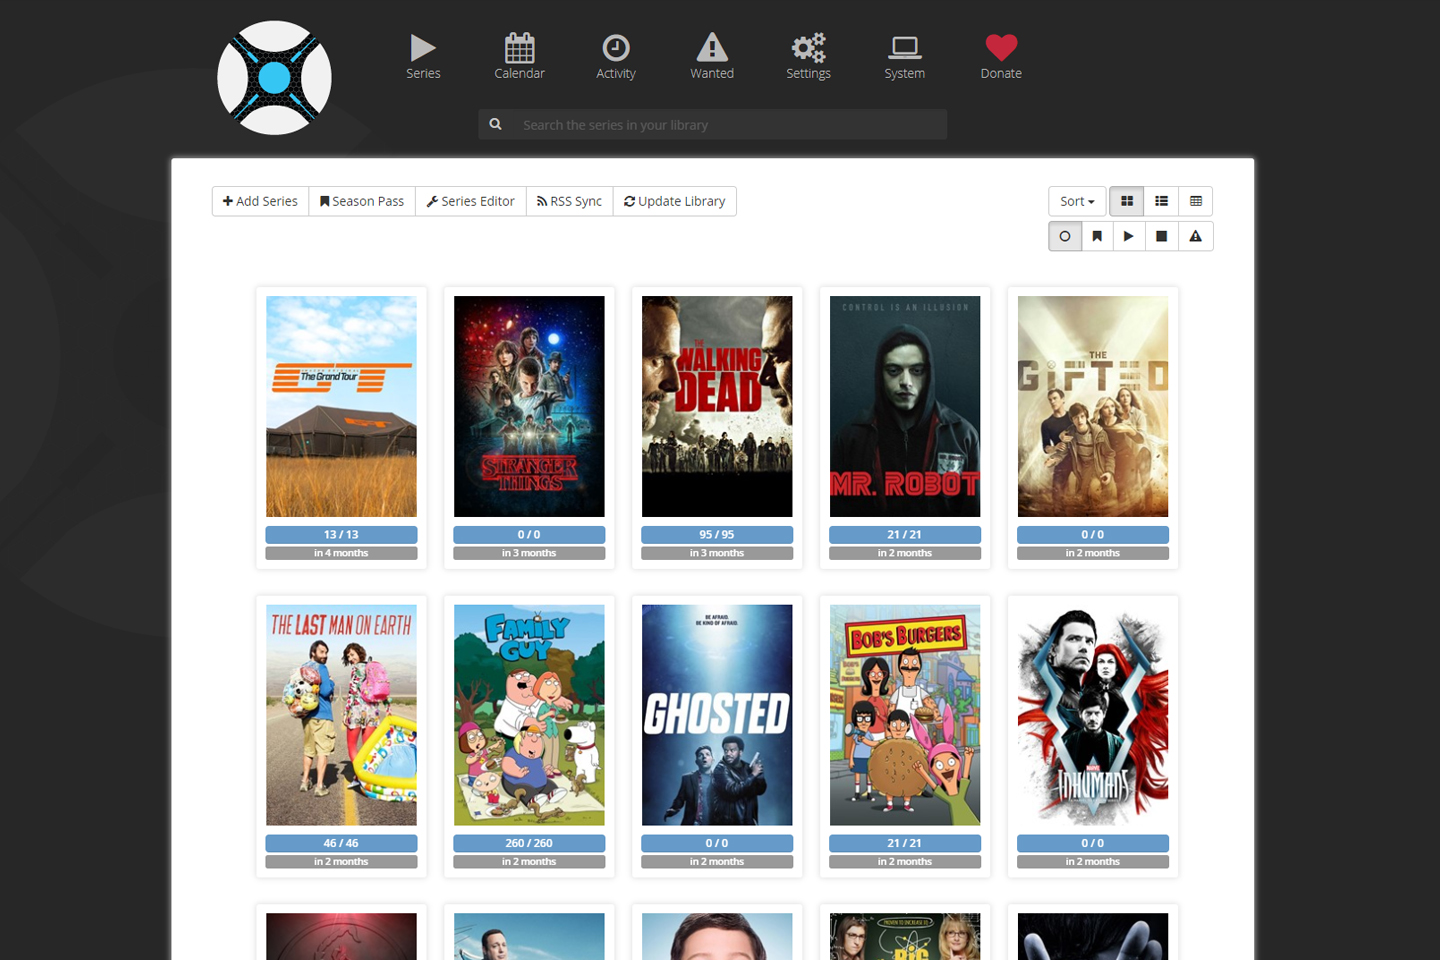 Series
Calendar
Activity
Wanted
Settings
System
Donate
Search the series in your library
Add Series
Season Pass
Series Editor
RSS Sync
Update Library
Sort
GT
The Grand Tour
STRANGER
THINGS
THE
WALKING
DEAD
CONTROL IS AN ILLUSION
MR. ROBOT
THE
GIFTED
13 / 13
in 4 months
0 / 0
in 3 months
95 / 95
in 3 months
21 / 21
in 2 months
0 / 0
in 2 months
THE LAST MAN ON EARTH
FAMILY
GUY
BE AFRAID.
BE KIND OF AFRAID.
GHOSTED
BOB'S BURGERS
MARVEL
INHUMANS
46 / 46
in 2 months
260 / 260
in 2 months
0 / 0
in 2 months
21 / 21
in 2 months
0 / 0
in 2 months
BIG